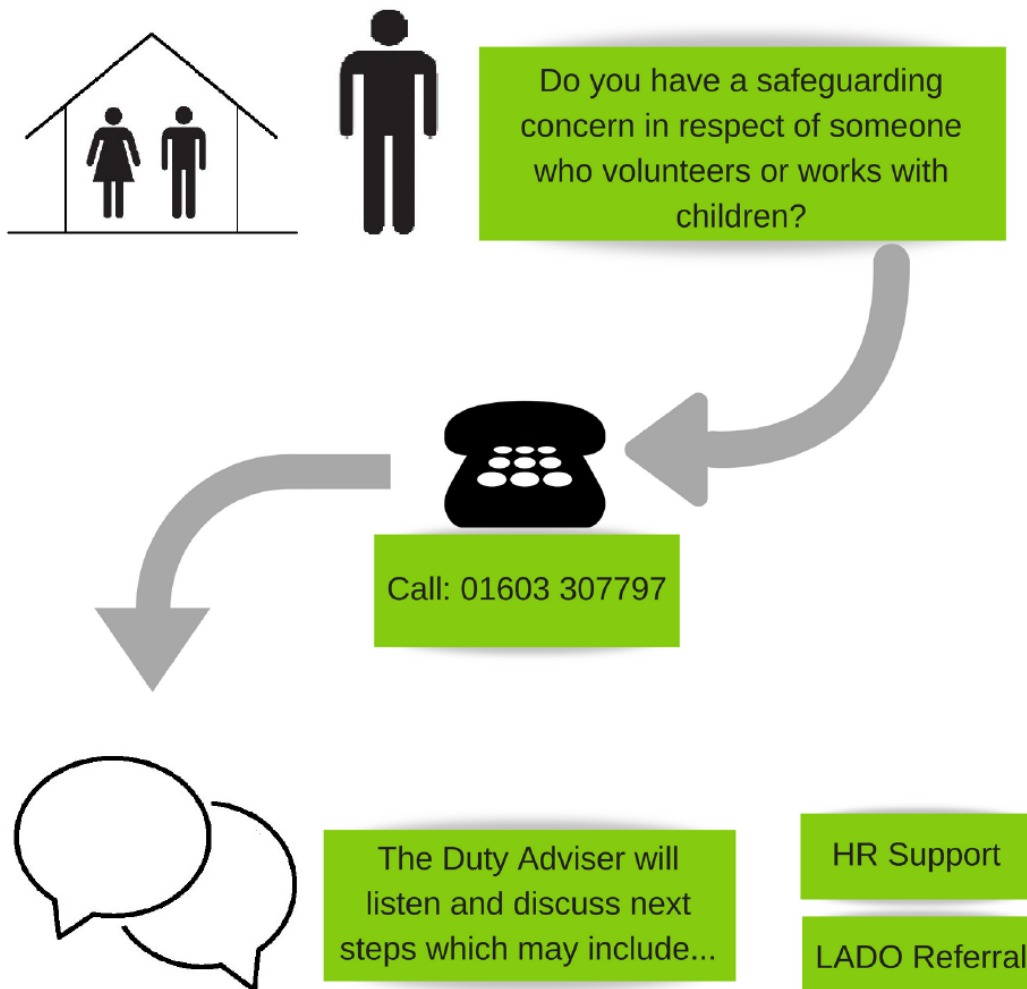 Do you have a safeguarding
concern in respect of someone
who volunteers or works with
children?
Call: 01603 307797
The Duty Adviser will
listen and discuss next
steps which may include...
HR Support
LADO Referral